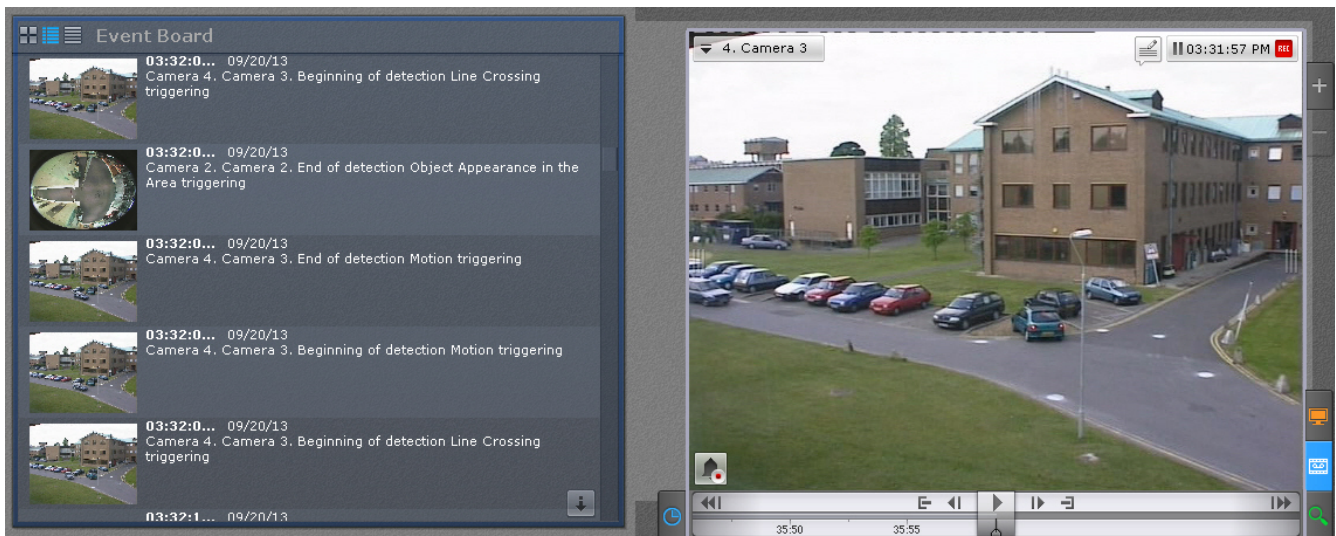 Event Board
03:32:0... 09/20/13
Camera 4. Camera 3. Beginning of detection Line Crossing
triggering
03:32:0... 09/20/13
Camera 2. Camera 2. End of detection Object Appearance in the
Area triggering
03:32:0... 09/20/13
Camera 4. Camera 3. End of detection Motion triggering
03:32:0... 09/20/13
Camera 4. Camera 3. Beginning of detection Motion triggering
03:32:0... 09/20/13
Camera 4. Camera 3. Beginning of detection Line Crossing
triggering
03:32:1... 09/20/13
4. Camera 3
03:31:57 PM REC
35:50 35:55